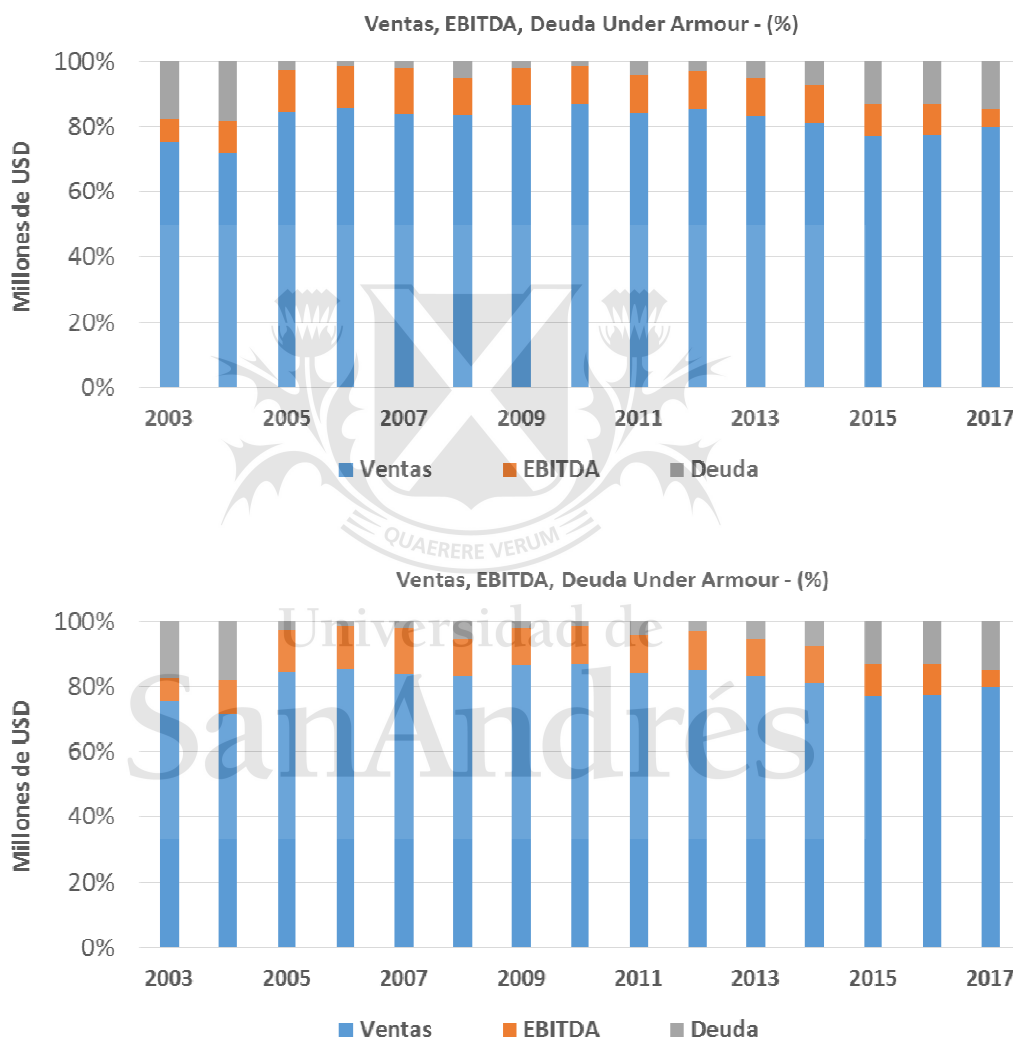 Ventas, EBITDA, Deuda Under Armour - (%)
Millones de USD
100%
80%
60%
40%
20%
0%
2003 2005 2007 2009 2011 2013 2015 2017
Ventas EBITDA Deuda
QUAERERE VERUM
Ventas, EBITDA, Deuda Under Armour - (%)
Universidad de
SanAndrés
Millones de USD
100%
80%
60%
40%
20%
0%
2003 2005 2007 2009 2011 2013 2015 2017
Ventas EBITDA Deuda